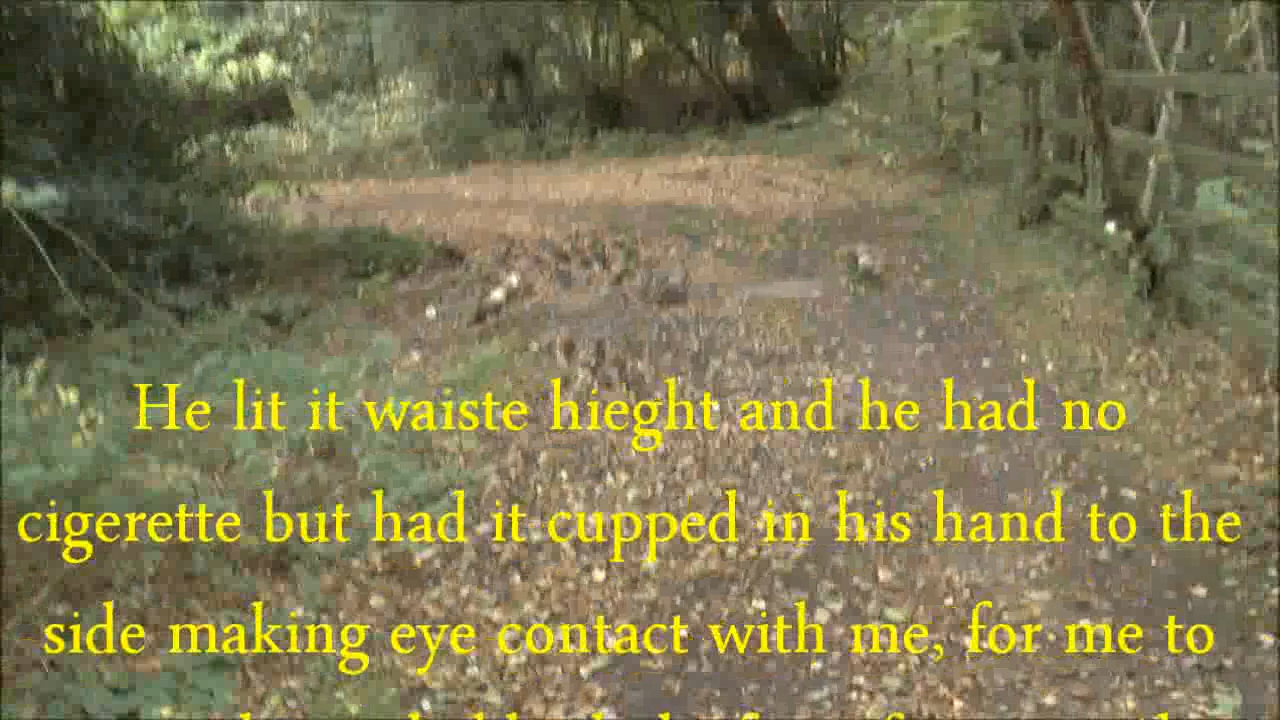 He lit it waiste hieght and he had no
cigerette but had it cupped in his hand to the
side making eye contact with me, for me to